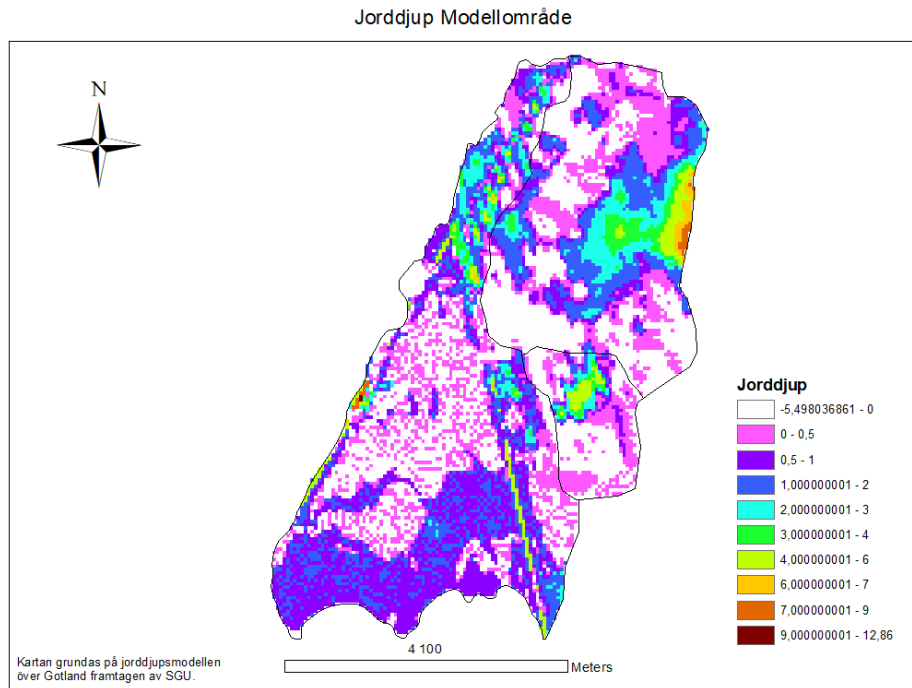 Jorddjup Modellområde
N
Jorddjup
-5,498036861 - 0
0 - 0,5
0,5 - 1
1,000000001 - 2
2,000000001 - 3
3,000000001 - 4
4,000000001 - 6
6,000000001 - 7
7,000000001 - 9
9,000000001 - 12,86
4 100
Meters
Kartan grundas på jorddjupsmodellen
över Gotland framtagen av SGU.